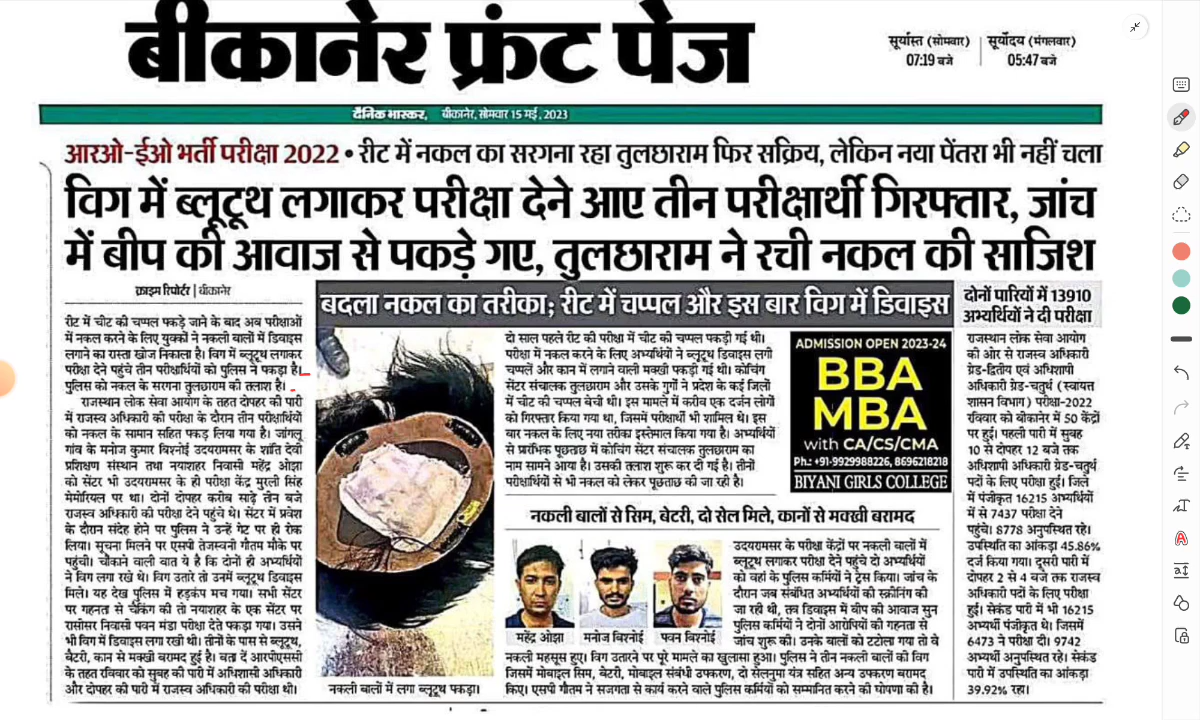 बीकानेर फ्रंट पेज
सूर्यास्त (सोमवार) | सूर्योदय (मंगलवार)
07:19 बजे | 05:47 बजे
दैनिक भास्कर, बीकानेर, सोमवार 15 मई, 2023
आरओ-ईओ भर्ती परीक्षा 2022 • रीट में नकल का सरगना रहा तुलछाराम फिर सक्रिय, लेकिन नया पेंतरा भी नहीं चला
विग में ब्लूटूथ लगाकर परीक्षा देने आए तीन परीक्षार्थी गिरफ्तार, जांच
में बीप की आवाज से पकड़े गए, तुलछाराम ने रची नकल की साजिश
क्राइम रिपोर्टर | बीकानेर
रीट में चीट की चप्पल पकड़े जाने के बाद अब परीक्षाओं
में नकल करने के लिए युवकों ने नकली बालों में डिवाइस
लगाने का रास्ता खोज निकाला है। विग में ब्लूटूथ लगाकर
परीक्षा देने पहुंचे तीन परीक्षार्थियों को पुलिस ने पकड़ा है।
पुलिस को नकल के सरगना तुलछाराम की तलाश है।
राजस्थान लोक सेवा आयोग के तहत दोपहर की पारी
में राजस्व अधिकारी की परीक्षा के दौरान तीन परीक्षार्थियों
को नकल के सामान सहित पकड़ लिया गया है। जांगलू
गांव के मनोज कुमार बिश्नोई उदयरामसर के शांति देवी
प्रशिक्षण संस्थान तथा नयाशहर निवासी महेंद्र ओझा
को सेंटर भी उदयरामसर के ही परीक्षा केंद्र मुरली सिंह
मेमोरियल पर था। दोनों दोपहर करीब साढ़े तीन बजे
राजस्व अधिकारी की परीक्षा देने पहुंचे थे। सेंटर में प्रवेश
के दौरान संदेह होने पर पुलिस ने उन्हें गेट पर ही रोक
लिया। सूचना मिलने पर एसपी तेजस्वनी गौतम मौके पर
पहुंची। चौंकाने वाली बात ये है कि दोनों ही अभ्यर्थियों
ने विग लगा रखे थे। विग उतारे तो उनमें ब्लूटूथ डिवाइस
मिले। यह देख पुलिस में हड़कंप मच गया। सभी सेंटर
पर गहनता से चैकिंग की तो नयाशहर के एक सेंटर पर
रासीसर निवासी पवन मंडा परीक्षा देते पकड़ा गया। उसने
भी विग में डिवाइस लगा रखी थी। तीनों के पास से ब्लूटूथ,
बैटरी, कान से मक्खी बरामद हुई है। बता दें आरपीएससी
के तहत रविवार को सुबह की पारी में अधिशासी अधिकारी
और दोपहर की पारी में राजस्व अधिकारी की परीक्षा थी।
बदला नकल का तरीका; रीट में चप्पल और इस बार विग में डिवाइस
नकली बालों में लगा ब्लूटूथ पकड़ा।
दो साल पहले रीट की परीक्षा में चीट की चप्पल पकड़ी गई थी।
परीक्षा में नकल करने के लिए अभ्यर्थियों ने ब्लूटूथ डिवाइस लगी
चप्पलें और कान में लगाने वाली मक्खी पकड़ी गई थी। कोचिंग
सेंटर संचालक तुलछाराम और उसके गुर्गों ने प्रदेश के कई जिलों
में चीट की चप्पल बेची थी। इस मामले में करीब एक दर्जन लोगों
को गिरफ्तार किया गया था, जिसमें परीक्षार्थी भी शामिल थे। इस
बार नकल के लिए नया तरीका इस्तेमाल किया गया है। अभ्यर्थियों
से प्रारंभिक पूछताछ में कोचिंग सेंटर संचालक तुलछाराम का
नाम सामने आया है। उसकी तलाश शुरू कर दी गई है। तीनों
परीक्षार्थियों से भी नकल को लेकर पूछताछ की जा रही है।
ADMISSION OPEN 2023-24
BBA
MBA
with CA/CS/CMA
Ph.: +91-9929988226, 8696218218
BIYANI GIRLS COLLEGE
नकली बालों से सिम, बेटरी, दो सेल मिले, कानों से मक्खी बरामद
महेंद्र ओझा
मनोज बिश्नोई
पवन बिश्नोई
उदयरामसर के परीक्षा केंद्रों पर नकली बालों में
ब्लूटूथ लगाकर परीक्षा देने पहुंचे दो अभ्यर्थियों
को वहां के पुलिस कर्मियों ने ट्रेस किया। जांच के
दौरान जब संबंधित अभ्यर्थियों की स्क्रीनिंग की
जा रही थी, तब डिवाइस में बीप की आवाज सुन
पुलिस कर्मियों ने दोनों आरोपियों की गहनता से
जांच शुरू की। उनके बालों को टटोला गया तो वे
नकली महसूस हुए। विग उतारने पर पूरे मामले का खुलासा हुआ। पुलिस ने तीन नकली बालों की विग
जिसमें मोबाइल सिम, बेटरी, मोबाइल संबंधी उपकरण, दो सेलनुमा यंत्र सहित अन्य उपकरण बरामद
किए। एसपी गौतम ने सजगता से कार्य करने वाले पुलिस कर्मियों को सम्मानित करने की घोषणा की है।
दोनों पारियों में 13910
अभ्यर्थियों ने दी परीक्षा
राजस्थान लोक सेवा आयोग
की ओर से राजस्व अधिकारी
ग्रेड-द्वितीय एवं अधिशाषी
अधिकारी ग्रेड-चतुर्थ (स्वायत्त
शासन विभाग) परीक्षा-2022
रविवार को बीकानेर में 50 केंद्रों
पर हुई। पहली पारी में सुबह
10 से दोपहर 12 बजे तक
अधिशाषी अधिकारी ग्रेड-चतुर्थ
पदों के लिए परीक्षा हुई। जिले
में पंजीकृत 16215 अभ्यर्थियों
में से 7437 परीक्षा देने
पहुंचे। 8778 अनुपस्थित रहे।
उपस्थिति का आंकड़ा 45.86%
दर्ज किया गया। दूसरी पारी में
दोपहर 2 से 4 बजे तक राजस्व
अधिकारी पदों के लिए परीक्षा
हुई। सेकंड पारी में भी 16215
अभ्यर्थी पंजीकृत थे। जिसमें
6473 ने परीक्षा दी। 9742
अभ्यर्थी अनुपस्थित रहे। सेकंड
पारी में उपस्थिति का आंकड़ा
39.92% रहा।